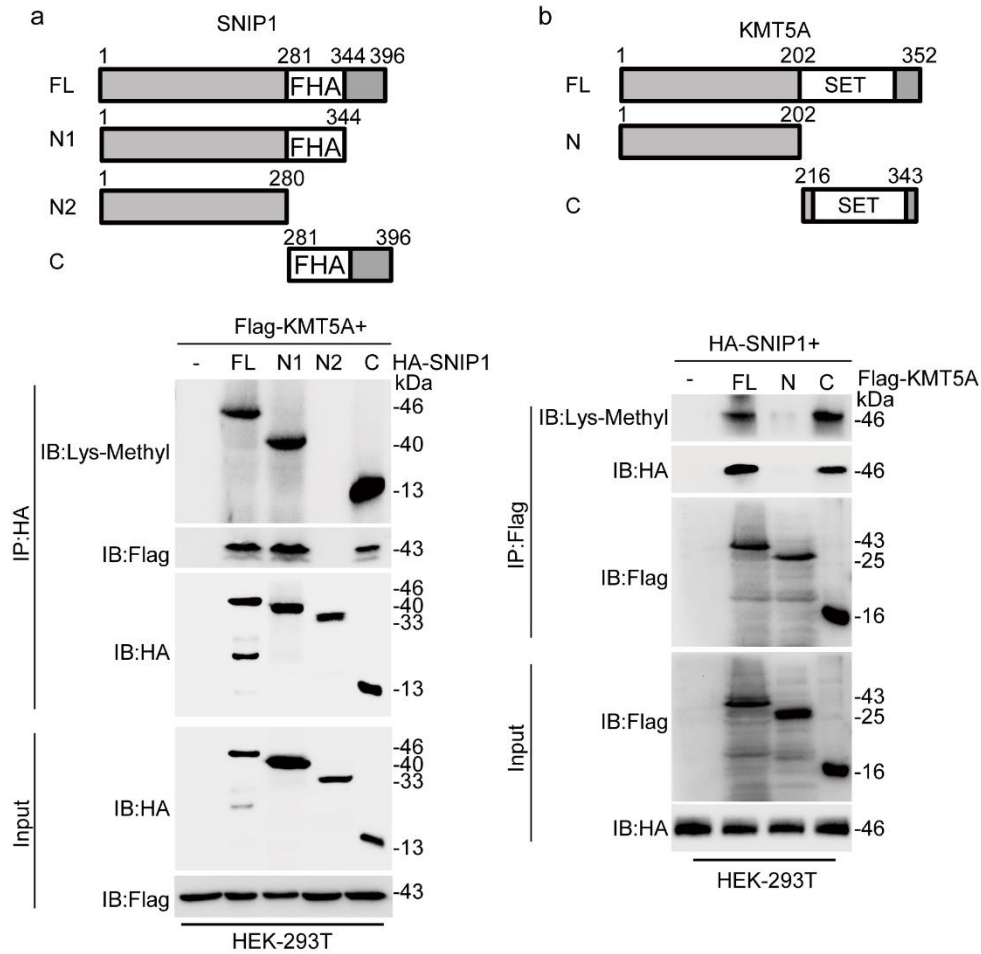 a
SNIP1
1 281 344 396
FL FHA
1 344
N1 FHA
1 280
N2
281 396
C FHA
Flag-KMT5A+
- FL N1 N2 C HA-SNIP1
kDa
IP:HA
IB:Lys-Methyl -46
-40
-13
IB:Flag -43
IB:HA -46
-40
-33
-13
Input
IB:HA -46
-40
-33
-13
IB:Flag -43
HEK-293T
b
KMT5A
1 202 352
FL SET
1 202
N
216 343
C SET
HA-SNIP1+
- FL N C Flag-KMT5A
kDa
IP:Flag
IB:Lys-Methyl -46
IB:HA -46
IB:Flag -43
-25
-16
Input
IB:Flag -43
-25
-16
IB:HA -46
HEK-293T